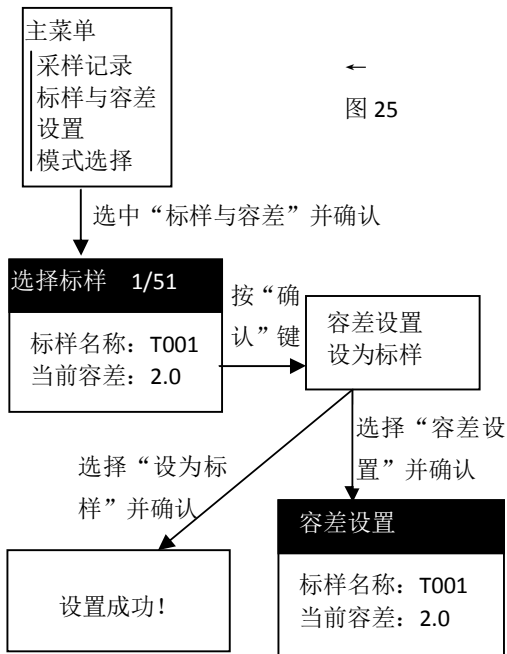 主菜单
采样记录
标样与容差
设置
模式选择
←
图 25
选中“标样与容差”并确认
选择标样 1/51
标样名称：T001
当前容差：2.0
按“确
认”键
容差设置
设为标样
选择“设为标
样”并确认
选择“容差设
置”并确认
设置成功！
容差设置
标样名称：T001
当前容差：2.0